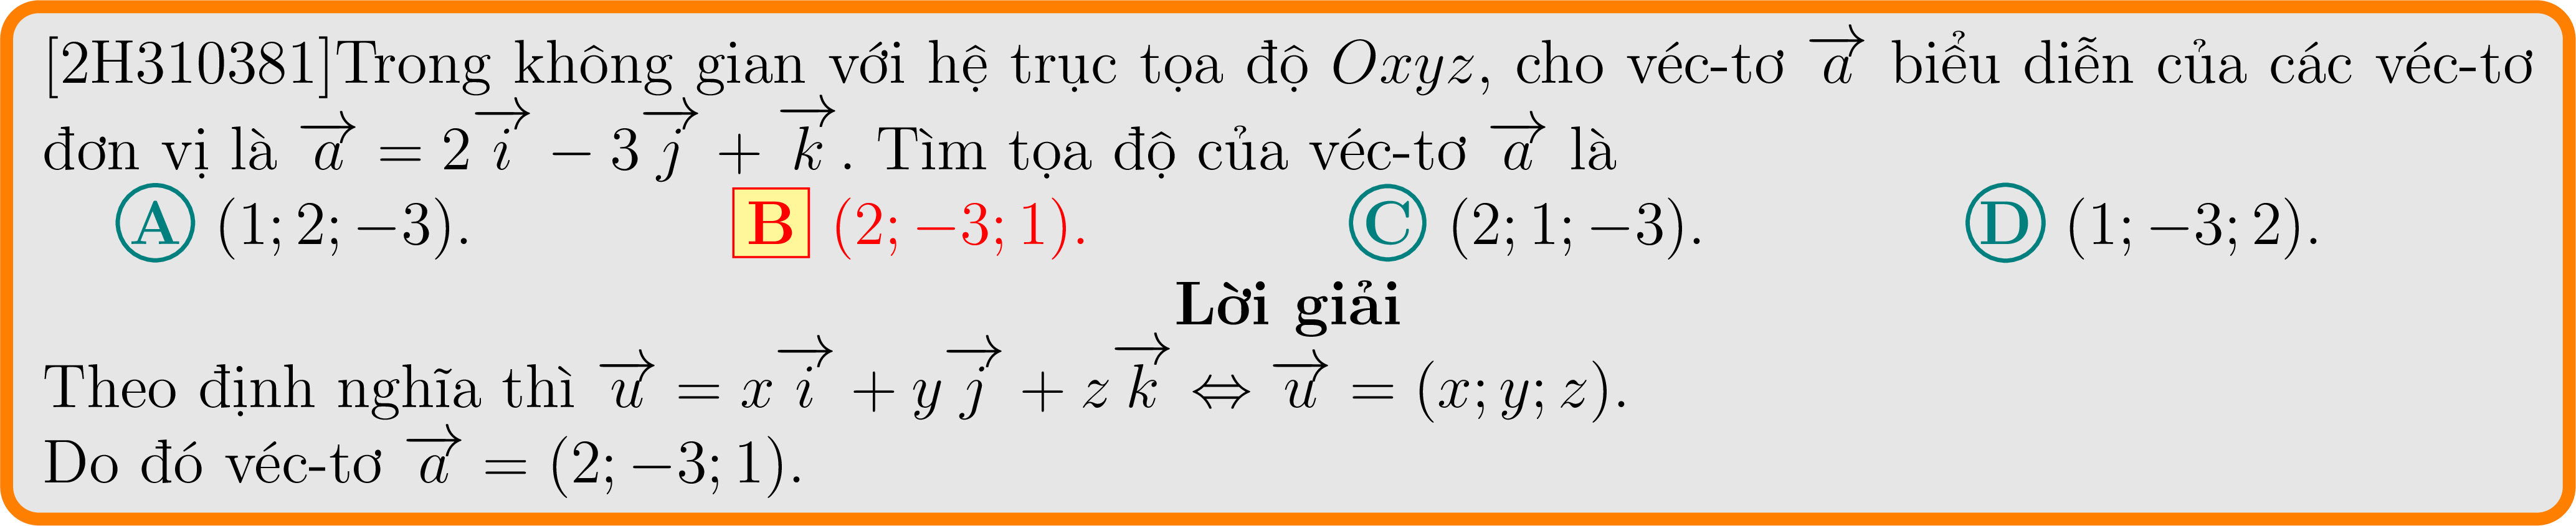 [2H310381]Trong không gian với hệ trục tọa độ Oxyz, cho véc-tơ $\overrightarrow{a}$ biểu diễn của các véc-tơ
đơn vị là $\overrightarrow{a} = 2\overrightarrow{i} - 3\overrightarrow{j} + \overrightarrow{k}$. Tìm tọa độ của véc-tơ $\overrightarrow{a}$ là
A (1; 2; −3). B (2; −3; 1). C (2; 1; −3). D (1; −3; 2).
Lời giải
Theo định nghĩa thì $\overrightarrow{u} = x\overrightarrow{i} + y\overrightarrow{j} + z\overrightarrow{k} \Leftrightarrow \overrightarrow{u} = (x; y; z)$.
Do đó véc-tơ $\overrightarrow{a} = (2; -3; 1)$.